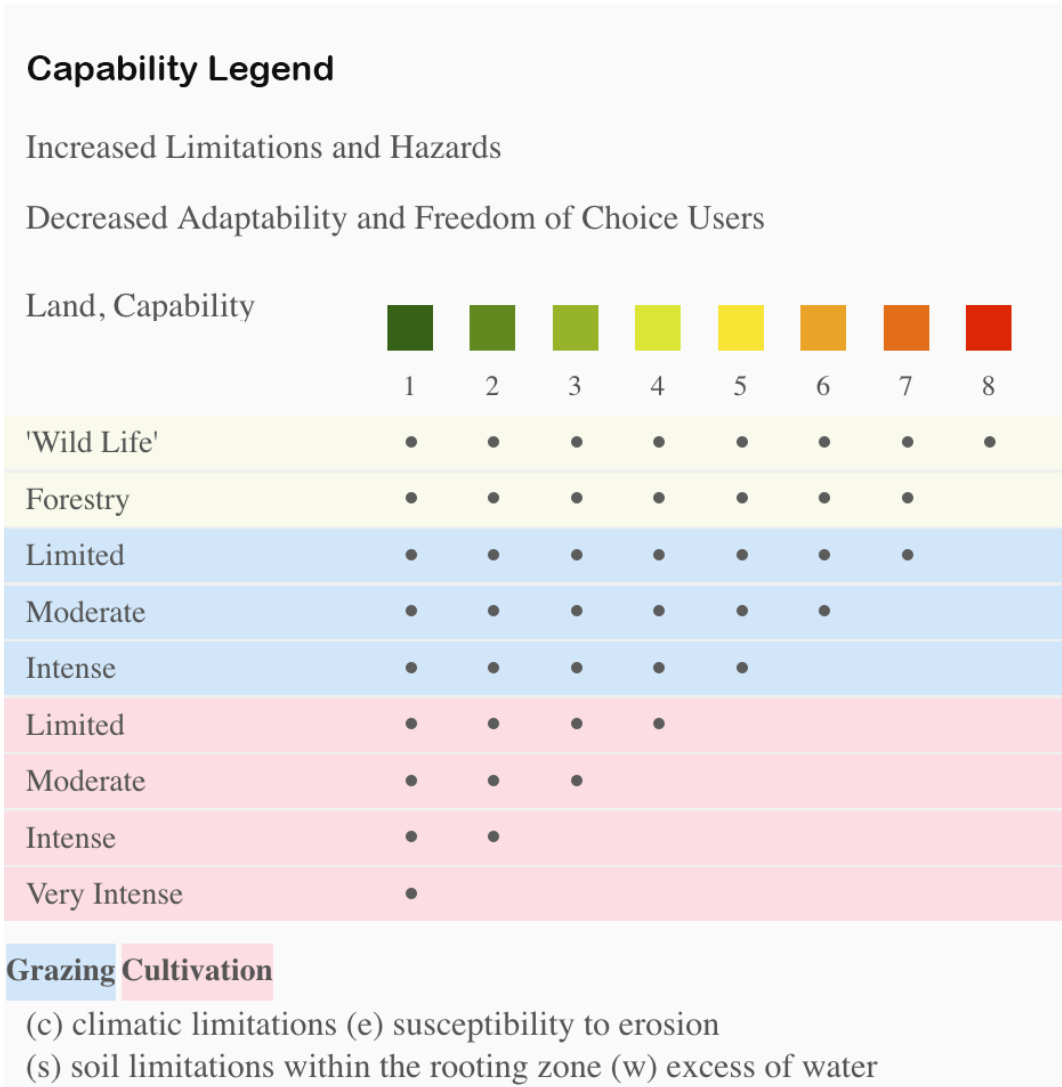 Capability Legend
Increased Limitations and Hazards
Decreased Adaptability and Freedom of Choice Users
Land, Capability
1 2 3 4 5 6 7 8
'Wild Life' • • • • • • • •
Forestry • • • • • • •
Limited • • • • • • •
Moderate • • • • • •
Intense • • • • •
Limited • • • •
Moderate • • •
Intense • •
Very Intense •
Grazing Cultivation
(c) climatic limitations (e) susceptibility to erosion
(s) soil limitations within the rooting zone (w) excess of water